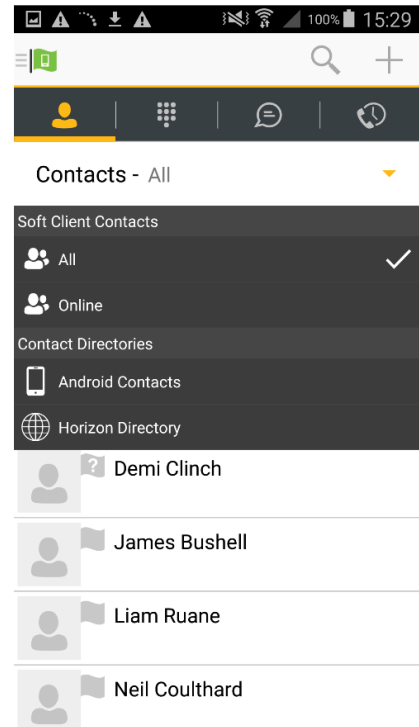 100% 15:29
Contacts - All
Soft Client Contacts
All
Online
Contact Directories
Android Contacts
Horizon Directory
? Demi Clinch
James Bushell
Liam Ruane
Neil Coulthard